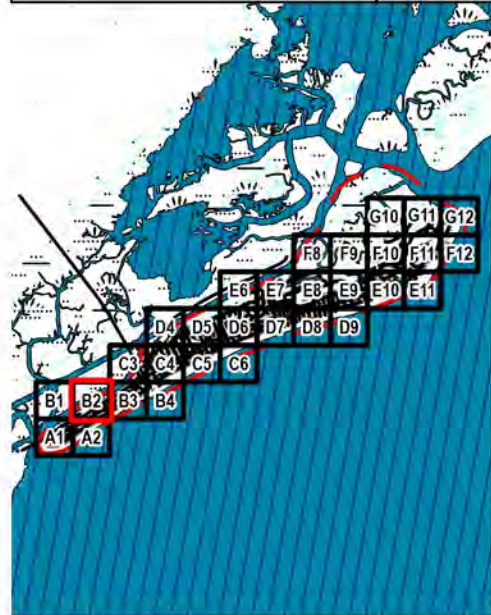 G10 G11 G12
F8 F9 F10 F11 F12
E6 E7 E8 E9 E10 E11
D4 D5 D6 D7 D8 D9
C3 C4 C5 C6
B1 B2 B3 B4
A1 A2